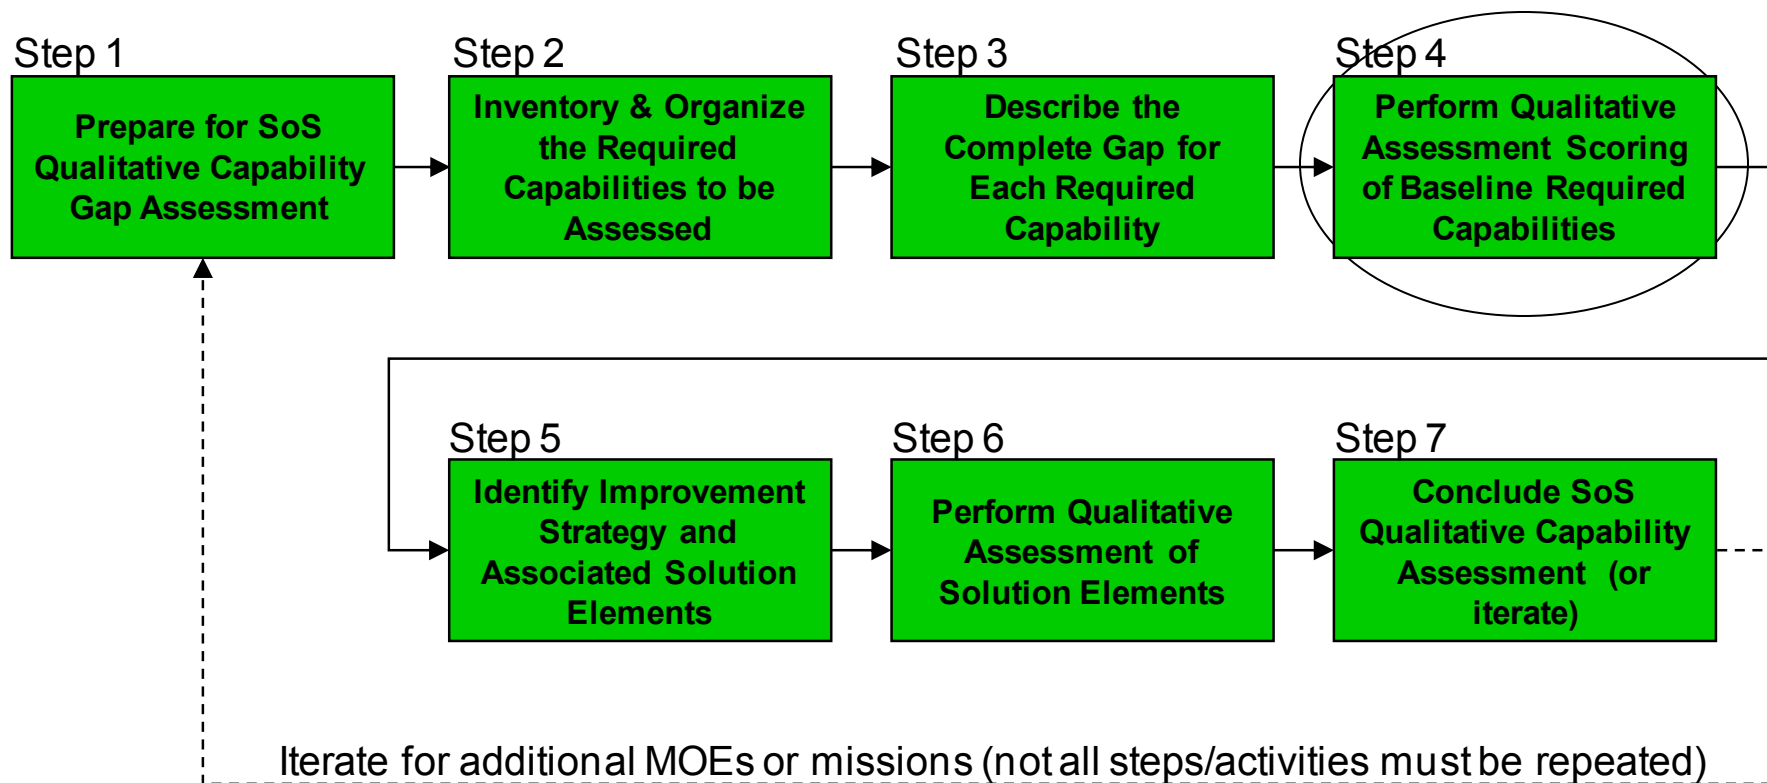 Step 1
Prepare for SoS
Qualitative Capability
Gap Assessment
Step 2
Inventory & Organize
the Required
Capabilities to be
Assessed
Step 3
Describe the
Complete Gap for
Each Required
Capability
Step 4
Perform Qualitative
Assessment Scoring
of Baseline Required
Capabilities
Step 5
Identify Improvement
Strategy and
Associated Solution
Elements
Step 6
Perform Qualitative
Assessment of
Solution Elements
Step 7
Conclude SoS
Qualitative Capability
Assessment (or
iterate)
Iterate for additional MOEs or missions (not all steps/activities must be repeated)